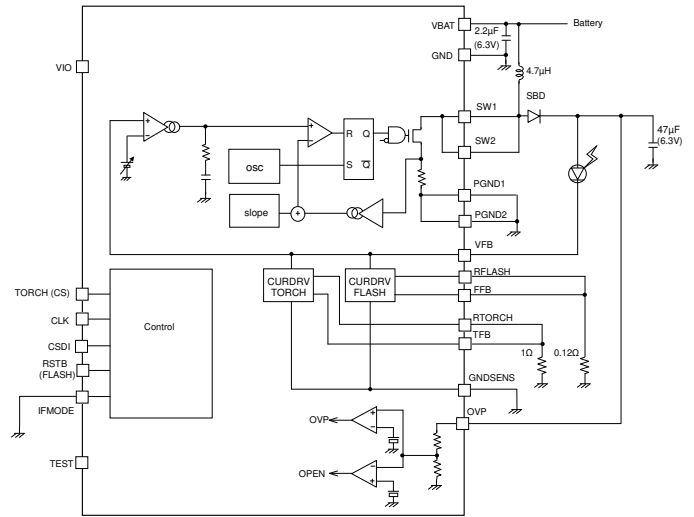 VBAT
Battery
2.2µF
(6.3V)
GND
4.7µH
VIO
SBD
SW1
47µF
(6.3V)
+
−
+
−
R Q
S Q
SW2
osc
slope
+
PGND1
PGND2
VFB
CURDRV
TORCH
CURDRV
FLASH
RFLASH
FFB
TORCH (CS)
CLK
Control
RTORCH
TFB
CSDI
1Ω
0.12Ω
RSTB
(FLASH)
GNDSENS
IFMODE
OVP
OVP
+
−
TEST
OPEN
−
+